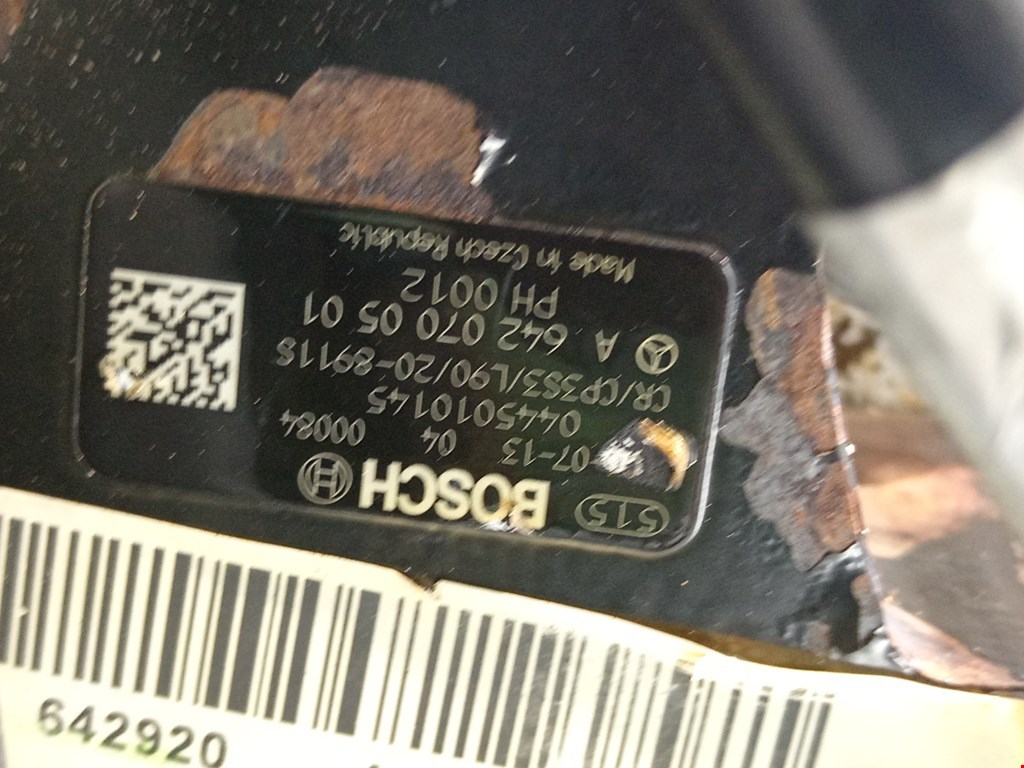 515 BOSCH
07-13 04 00084
0445010145
CR/CP3S3/L90/20-8911S
A 642 070 05 01
PH 0012
Made in Czech Republic
642920